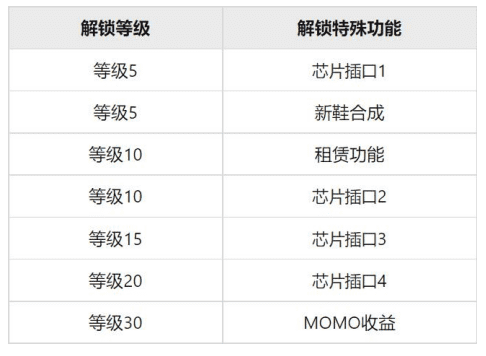 解锁等级 解锁特殊功能
等级5 芯片插口1
等级5 新鞋合成
等级10 租赁功能
等级10 芯片插口2
等级15 芯片插口3
等级20 芯片插口4
等级30 MOMO收益